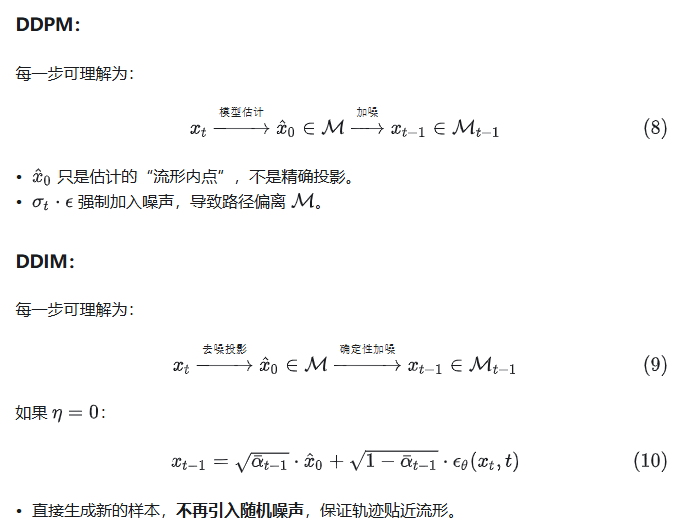 DDPM:
每一步可理解为:
$x_t \xrightarrow{\text{模型估计}} \hat{x}_0 \in \mathcal{M} \xrightarrow{\text{加噪}} x_{t-1} \in \mathcal{M}_{t-1}$ (8)
• $\hat{x}_0$ 只是估计的“流形内点”，不是精确投影。
• $\sigma_t \cdot \epsilon$ 强制加入噪声，导致路径偏离 $\mathcal{M}$。
DDIM:
每一步可理解为:
$x_t \xrightarrow{\text{去噪投影}} \hat{x}_0 \in \mathcal{M} \xrightarrow{\text{确定性加噪}} x_{t-1} \in \mathcal{M}_{t-1}$ (9)
如果 $\eta = 0$:
$x_{t-1} = \sqrt{\bar{\alpha}_{t-1}} \cdot \hat{x}_0 + \sqrt{1 - \bar{\alpha}_{t-1}} \cdot \epsilon_\theta(x_t, t)$ (10)
• 直接生成新的样本，不再引入随机噪声，保证轨迹贴近流形。